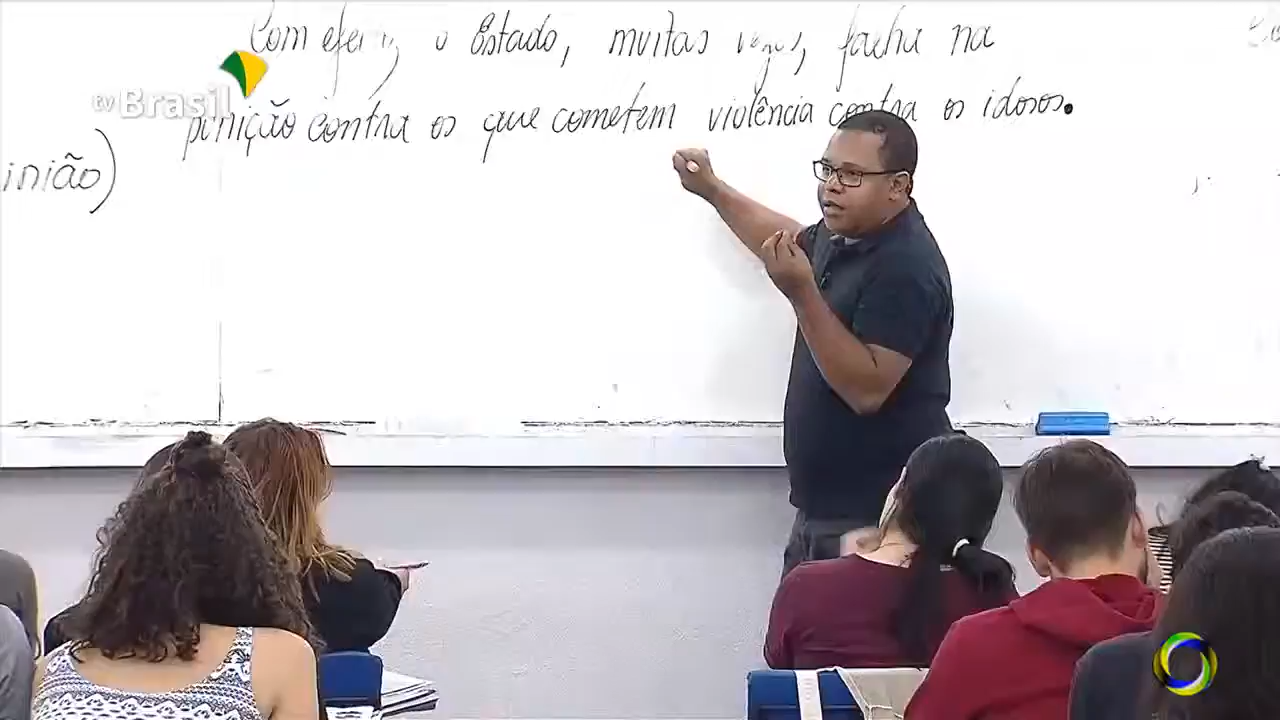 Com efeito, o Estado, muitas vezes, falha na
tv Brasil
punição contra os que cometem violência contra os idosos.
inião)